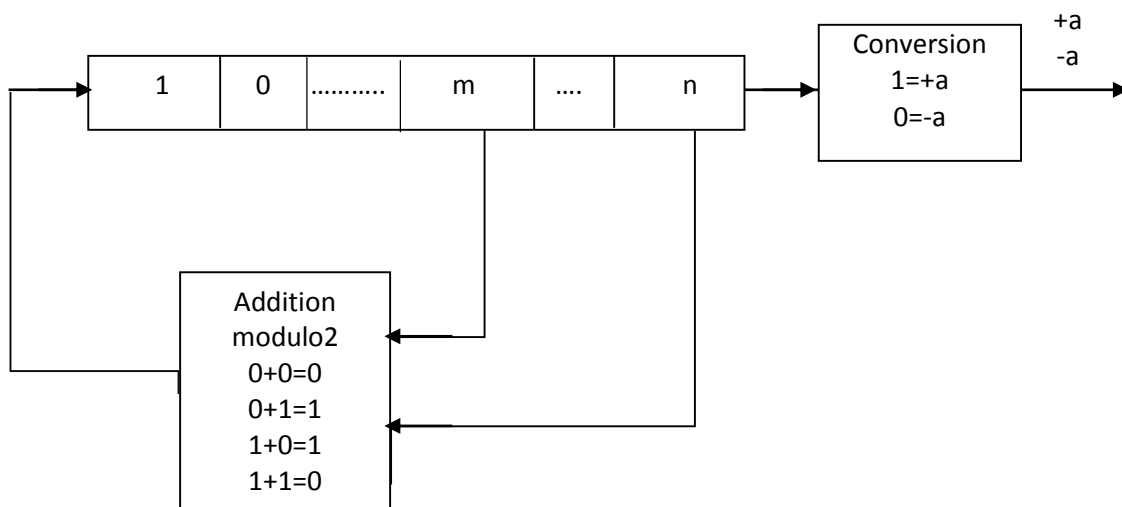 1 0 ……….. m …. n
Conversion
1=+a
0=-a
+a
-a
Addition
modulo2
0+0=0
0+1=1
1+0=1
1+1=0